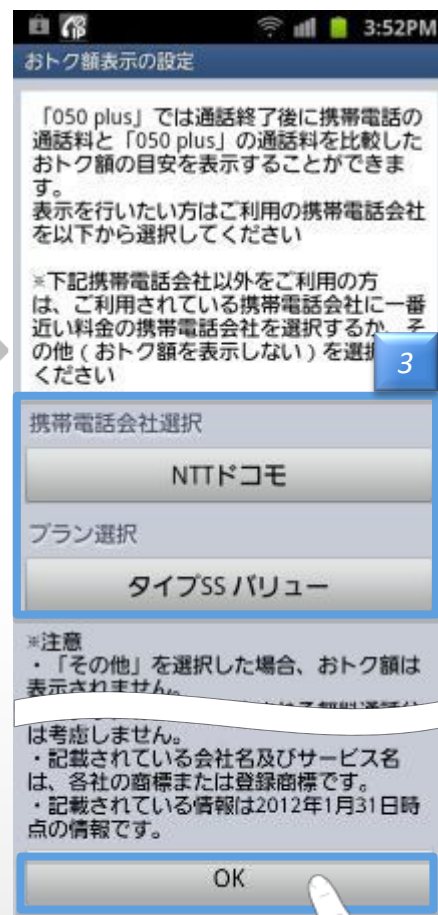 3:52PM
おトク額表示の設定
「050 plus」では通話終了後に携帯電話の
通話料と「050 plus」の通話料を比較した
おトク額の目安を表示することができま
す。
表示を行いたい方はご利用の携帯電話会社
を以下から選択してください
※下記携帯電話会社以外をご利用の方
は、ご利用されている携帯電話会社に一番
近い料金の携帯電話会社を選択するか、そ
の他（おトク額を表示しない）を選択
ください
3
携帯電話会社選択
NTTドコモ
プラン選択
タイプSS バリュー
※注意
・「その他」を選択した場合、おトク額は
表示されません。
は考慮しません。
・記載されている会社名及びサービス名
は、各社の商標または登録商標です。
・記載されている情報は2012年1月31日時
点の情報です。
OK